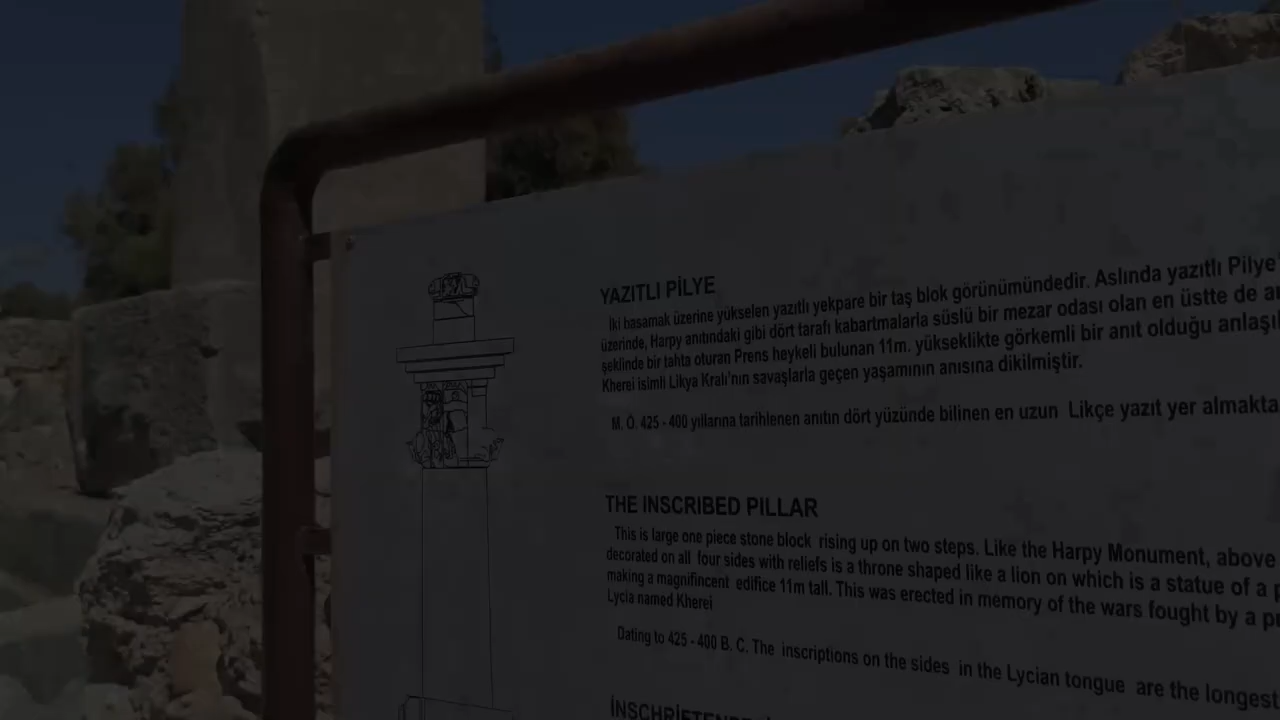 YAZITLI PİLYE
İki basamak üzerine yükselen yazıtlı yekpare bir taş blok görünümündedir. Aslında yazıtlı Pilye'
üzerinde, Harpy anıtındaki gibi dört tarafı kabartmalarla süslü bir mezar odası olan en üstte de
şeklinde bir tahta oturan Prens heykeli bulunan 11m. yükseklikte görkemli bir anıt olduğu
Kherei isimli Likya Kralı'nın savaşlarla geçen yaşamının anısına dikilmiştir.
M. Ö. 425 - 400 yıllarına tarihlenen anıtın dört yüzünde bilinen en uzun Likçe yazıt yer almakta
THE INSCRIBED PILLAR
This is large one piece stone block rising up on two steps. Like the Harpy Monument, above
decorated on all four sides with reliefs is a throne shaped like a lion on which is a statue of a
making a magnifincent edifice 11m tall. This was erected in memory of the wars fought by a
Lycia named Kherei
Dating to 425 - 400 B. C. The inscriptions on the sides in the Lycian tongue are the longest